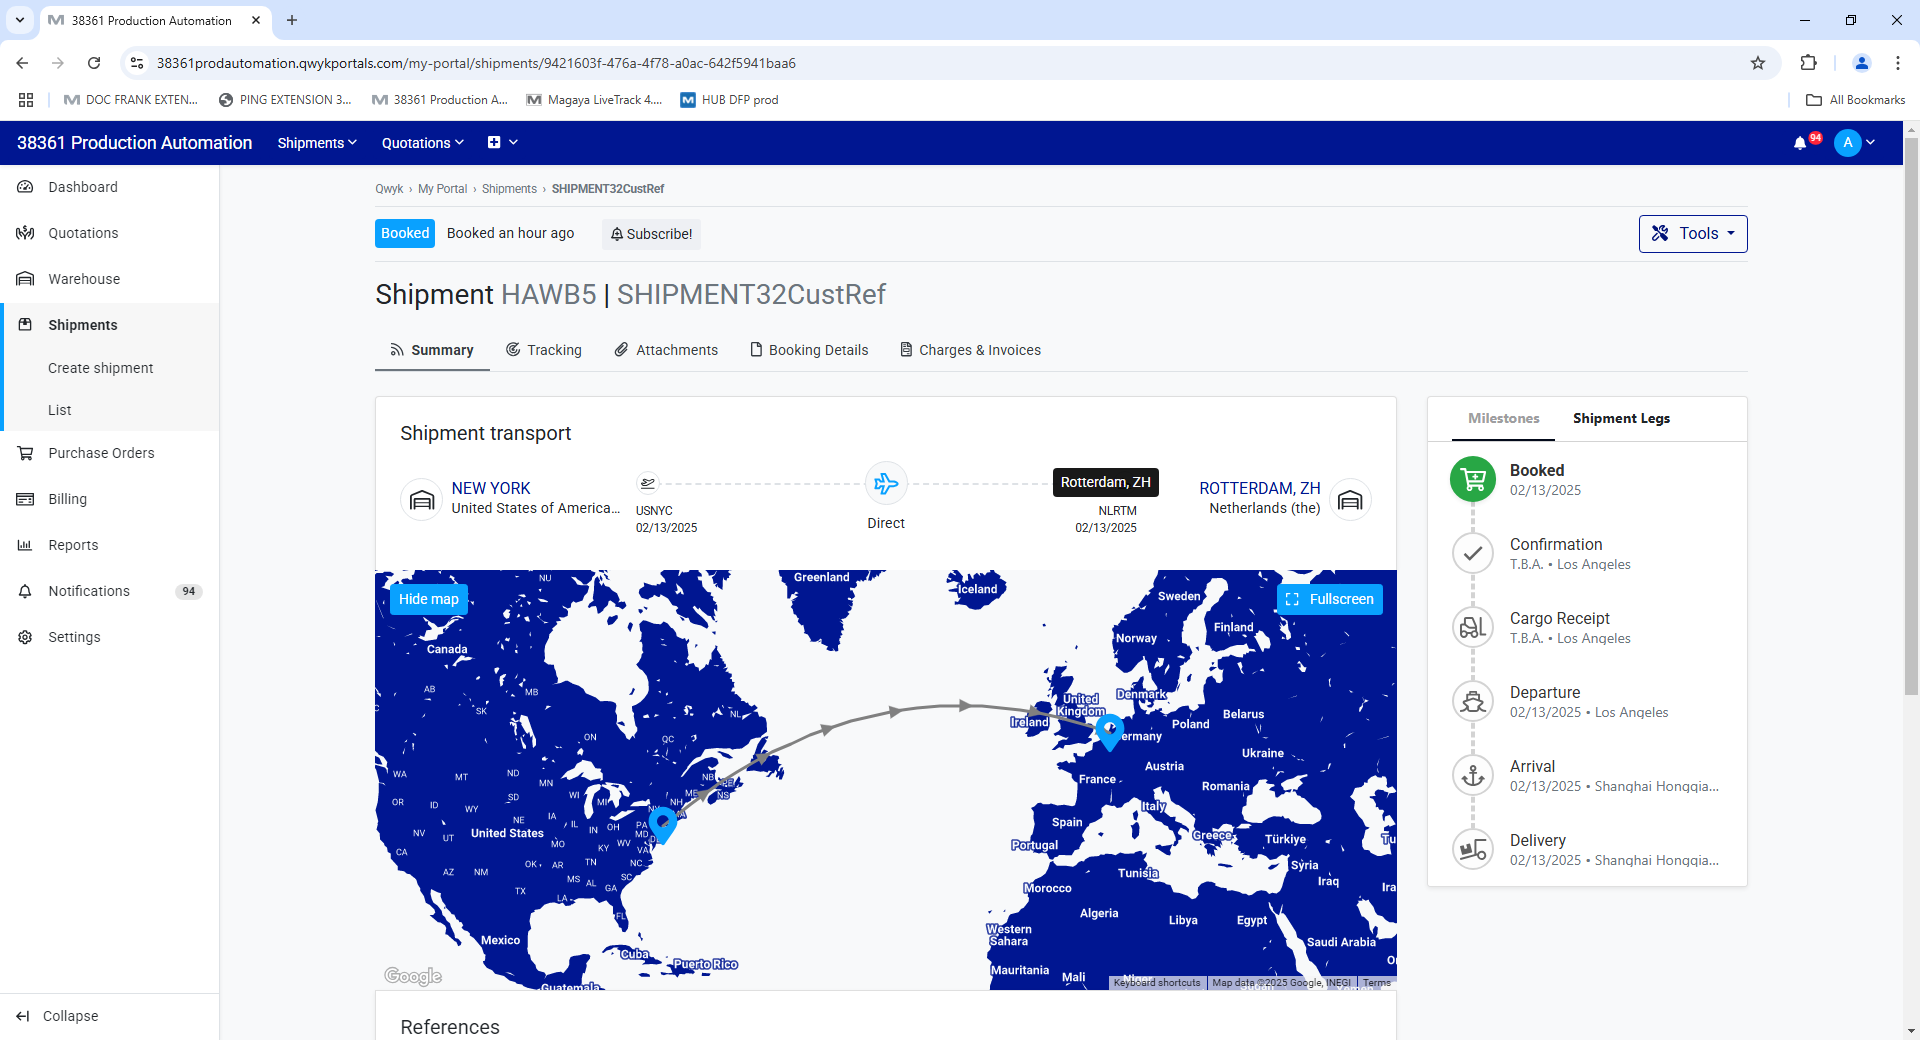 38361 Production Automation
38361prodautomation.qwykportals.com/my-portal/shipments/9421603f-476a-4f78-a0ac-642f5941baa6
DOC FRANK EXTEN...
PING EXTENSION 3...
38361 Production A...
Magaya LiveTrack 4....
HUB DFP prod
All Bookmarks
38361 Production Automation
Shipments
Quotations
94
A
Dashboard
Quotations
Warehouse
Shipments
Create shipment
List
Purchase Orders
Billing
Reports
Notifications 94
Settings
Collapse
Qwyk › My Portal › Shipments › SHIPMENT32CustRef
Booked
Booked an hour ago
Subscribe!
Tools
Shipment HAWB5 | SHIPMENT32CustRef
Summary
Tracking
Attachments
Booking Details
Charges & Invoices
Shipment transport
NEW YORK
United States of America...
USNYC
02/13/2025
Direct
Rotterdam, ZH
NLRTM
02/13/2025
ROTTERDAM, ZH
Netherlands (the)
Hide map
Fullscreen
NU
Greenland
Iceland
Sweden
Finland
Norway
Canada
AB
MB
SK
NL
ON
QC
United
Kingdom
Denmark
Ireland
Belarus
Poland
ermany
Ukraine
Austria
France
Romania
Italy
Spain
Portugal
Greece
Türkiye
Syria
Iraq
Ira
Tu
Tunisia
Morocco
Algeria
Libya
Egypt
Western
Sahara
Saudi Arabia
Mauritania
Mali
Niger
WA
MT
ND
MN
OR
ID
SD
WI
MI
WY
NE
IA
NV
UT
United States
IL
IN
OH
PA
MD
NB
NS
ME
NH
CA
MO
KY
WV
VA
AZ
NM
OK
AR
TN
NC
MS
AL
SC
GA
TX
LA
FL
Mexico
Cuba
Puerto Rico
Guatemala
Google
Keyboard shortcuts
Map data ©2025 Google, INEGI
Terms
References
Milestones
Shipment Legs
Booked
02/13/2025
Confirmation
T.B.A. • Los Angeles
Cargo Receipt
T.B.A. • Los Angeles
Departure
02/13/2025 • Los Angeles
Arrival
02/13/2025 • Shanghai Hongqia...
Delivery
02/13/2025 • Shanghai Hongqia...